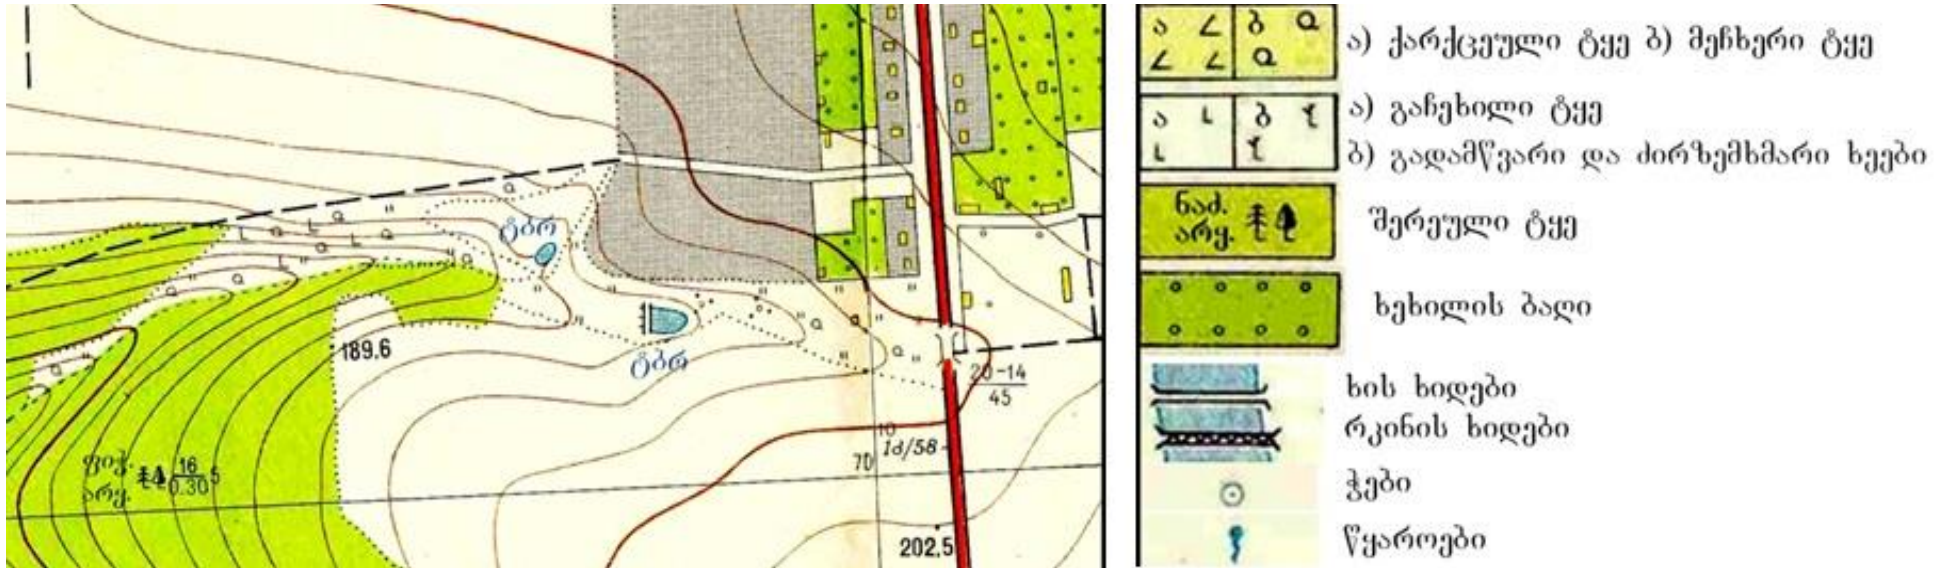 ტბრ
ტბრ
189.6
20-14
45
10
1d/58
70
ფიჭ.
არყ.
16
0.30
5
202,5
ა ბ
ა) ქარქცეული ტყე ბ) მეჩხერი ტყე
ა ბ
ა) გაჩეხილი ტყე
ბ) გადამწვარი და ძირზემხმარი ხეები
ნაძ.
არყ.
შერეული ტყე
ხეხილის ბაღი
ხის ხიდები
რკინის ხიდები
ჭები
წყაროები